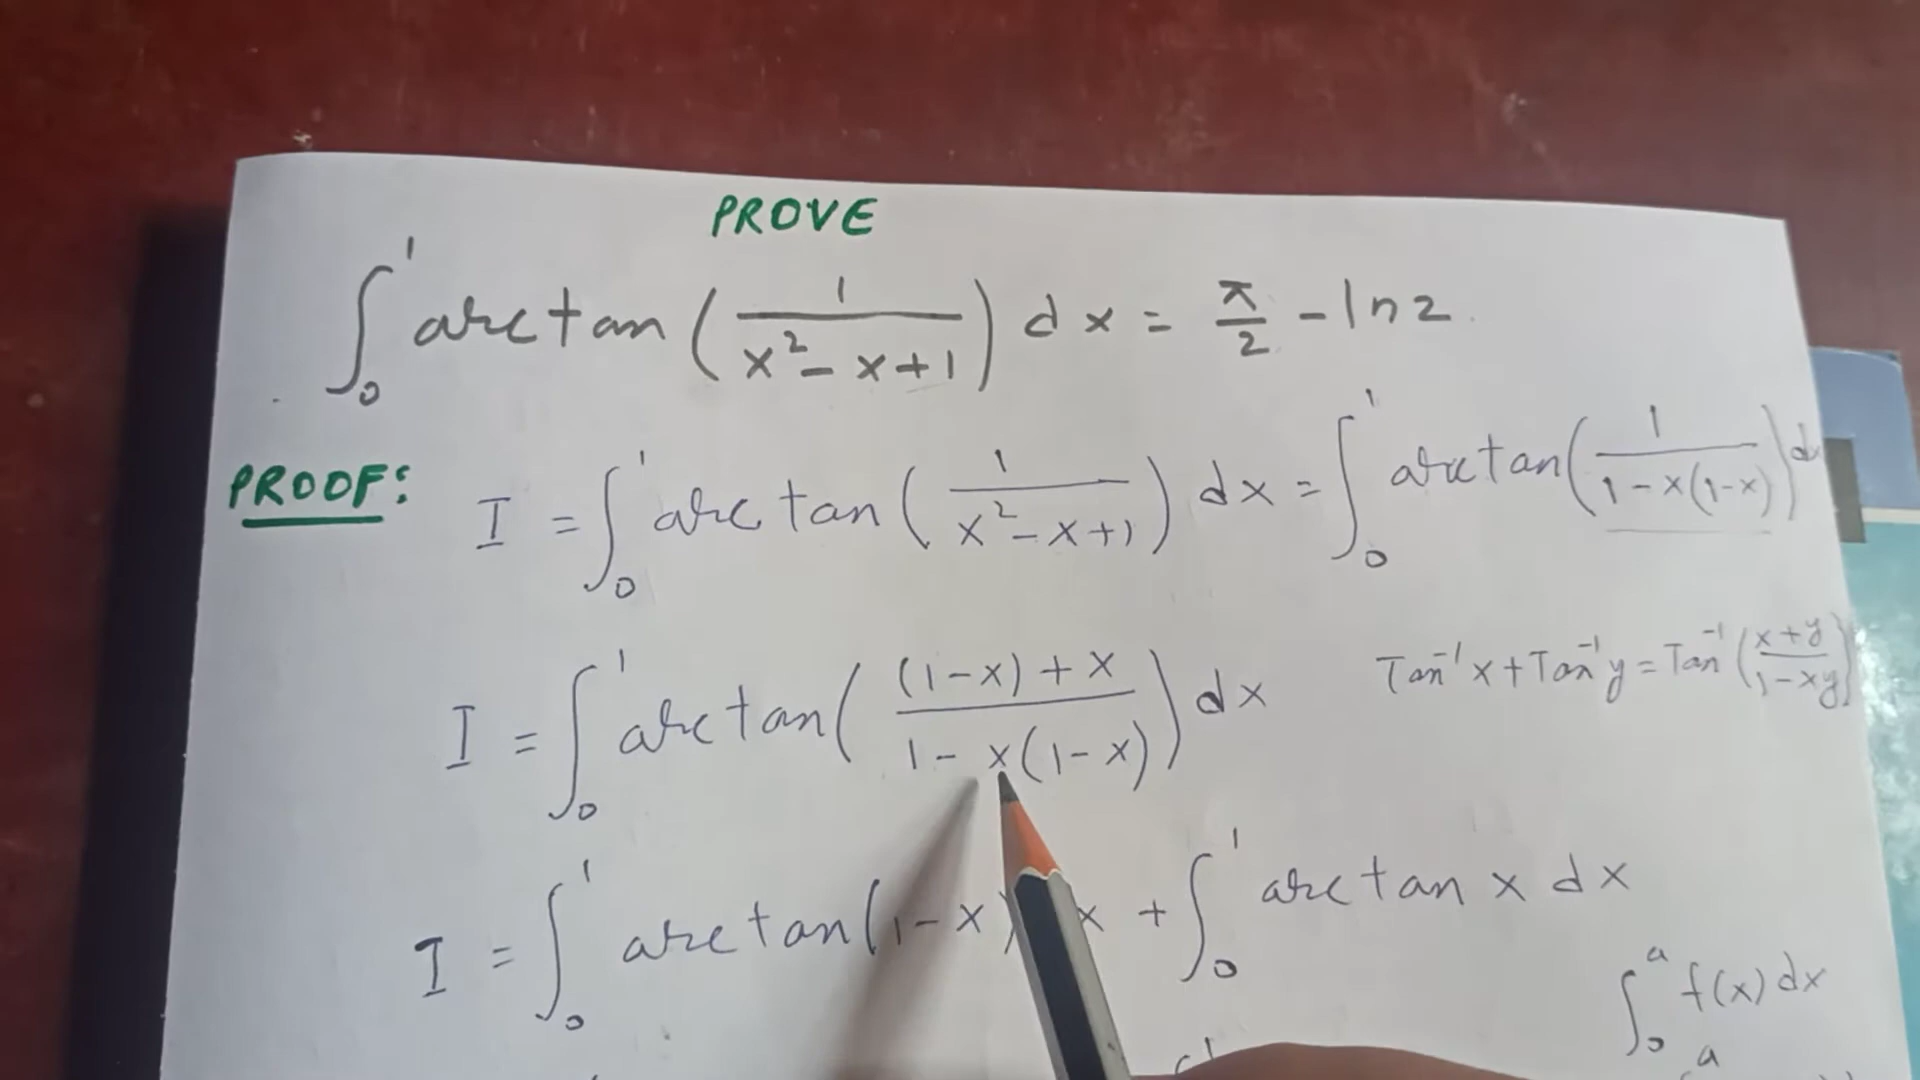 PROVE
∫₀¹ arctan(1/(x²-x+1)) dx = π/2 - ln2
PROOF: I = ∫₀¹ arctan(1/(x²-x+1)) dx = ∫₀¹ arctan(1/(1-x(1-x))) dx
I = ∫₀¹ arctan(((1-x)+x)/(1-x(1-x))) dx
Tan⁻¹x + Tan⁻¹y = Tan⁻¹((x+y)/(1-xy))
I = ∫₀¹ arctan(1-x) x + ∫₀¹ arctan x dx
∫₀ᵃ f(x) dx
a